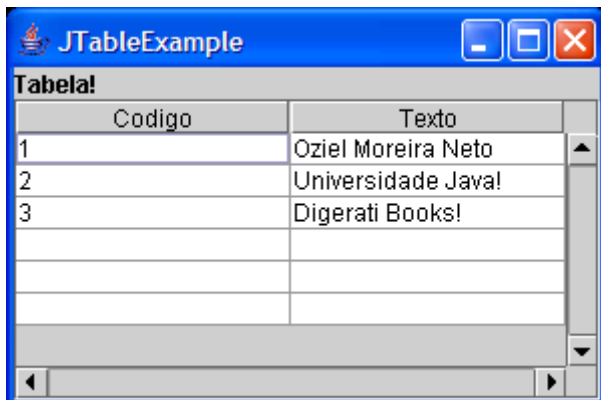 JTableExample
Tabela!
Codigo Texto
1 Oziel Moreira Neto
2 Universidade Java!
3 Digerati Books!